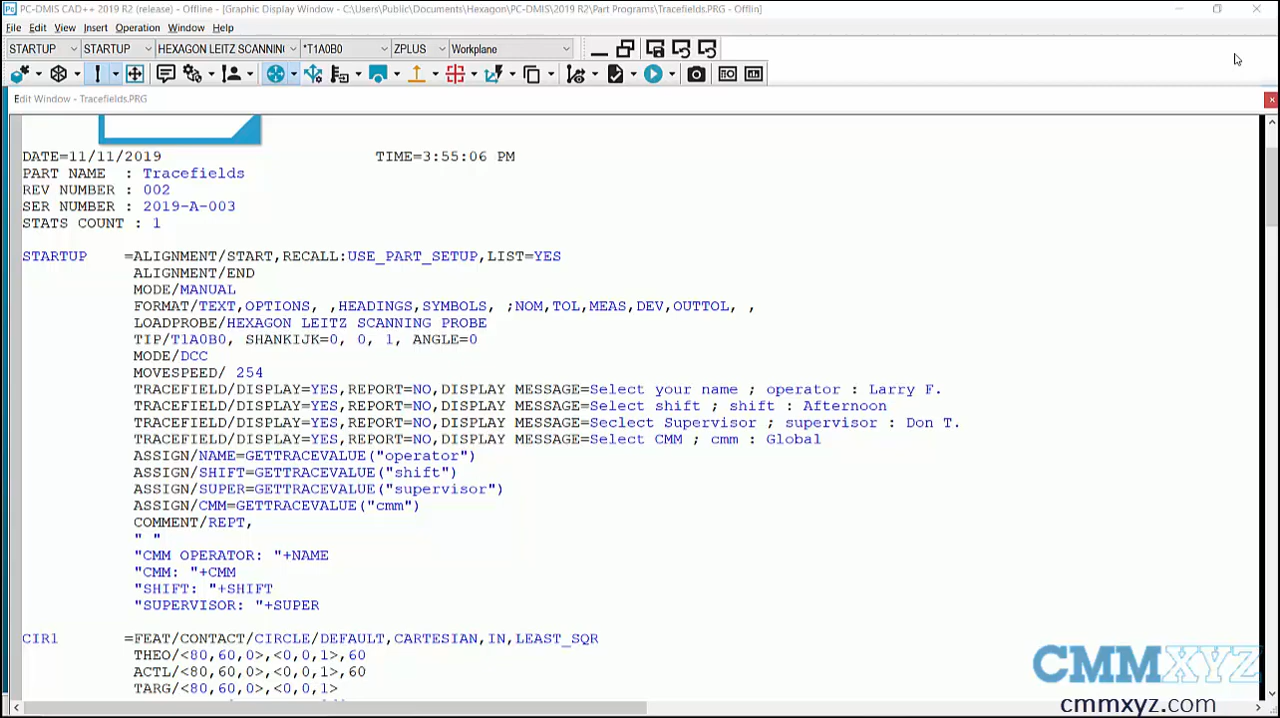 PC-DMIS CAD++ 2019 R2 (release) - Offline - [Graphic Display Window - C:\Users\Public\Documents\Hexagon\PC-DMIS\2019 R2\Part Programs\Tracefields.PRG - Offlin]
File Edit View Insert Operation Window Help
STARTUP STARTUP HEXAGON LEITZ SCANNIN *T1A0B0 ZPLUS Workplane
Edit Window - Tracefields.PRG
DATE=11/11/2019 TIME=3:55:06 PM
PART NAME : Tracefields
REV NUMBER : 002
SER NUMBER : 2019-A-003
STATS COUNT : 1
STARTUP =ALIGNMENT/START,RECALL:USE_PART_SETUP,LIST=YES
ALIGNMENT/END
MODE/MANUAL
FORMAT/TEXT,OPTIONS, ,HEADINGS,SYMBOLS, ;NOM,TOL,MEAS,DEV,OUTTOL, ,
LOADPROBE/HEXAGON LEITZ SCANNING PROBE
TIP/T1A0B0, SHANKIJK=0, 0, 1, ANGLE=0
MODE/DCC
MOVESPEED/ 254
TRACEFIELD/DISPLAY=YES,REPORT=NO,DISPLAY MESSAGE=Select your name ; operator : Larry F.
TRACEFIELD/DISPLAY=YES,REPORT=NO,DISPLAY MESSAGE=Select shift ; shift : Afternoon
TRACEFIELD/DISPLAY=YES,REPORT=NO,DISPLAY MESSAGE=Seclect Supervisor ; supervisor : Don T.
TRACEFIELD/DISPLAY=YES,REPORT=NO,DISPLAY MESSAGE=Select CMM ; cmm : Global
ASSIGN/NAME=GETTRACEVALUE("operator")
ASSIGN/SHIFT=GETTRACEVALUE("shift")
ASSIGN/SUPER=GETTRACEVALUE("supervisor")
ASSIGN/CMM=GETTRACEVALUE("cmm")
COMMENT/REPT,
" "
"CMM OPERATOR: "+NAME
"CMM: "+CMM
"SHIFT: "+SHIFT
"SUPERVISOR: "+SUPER
CIR1 =FEAT/CONTACT/CIRCLE/DEFAULT,CARTESIAN,IN,LEAST_SQR
THEO/<80,60,0>,<0,0,1>,60
ACTL/<80,60,0>,<0,0,1>,60
TARG/<80,60,0>,<0,0,1>
CMMXYZ
cmmxyz.com